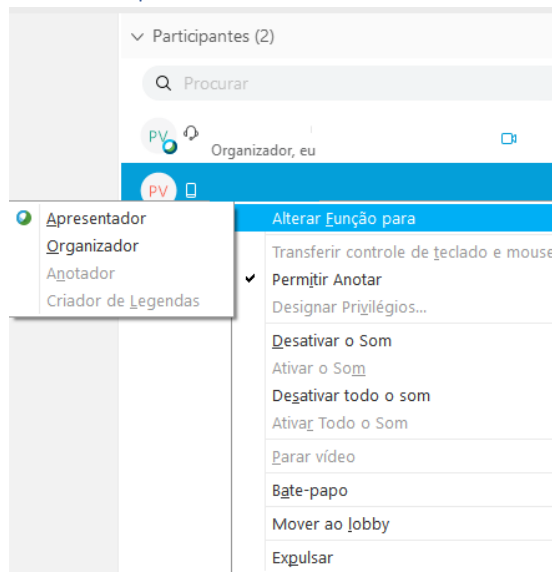 Participantes (2)
Procurar
PV
Organizador, eu
PV
Alterar Função para
Apresentador
Organizador
Anotador
Criador de Legendas
Transferir controle de teclado e mouse
Permitir Anotar
Designar Privilégios...
Desativar o Som
Ativar o Som
Desativar todo o som
Ativar Todo o Som
Parar vídeo
Bate-papo
Mover ao lobby
Expulsar